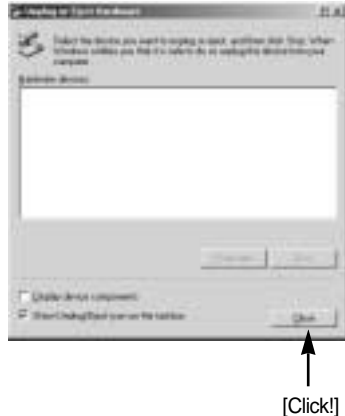 Unplug or Eject Hardware
Select the device you want to unplug or eject, and then click Stop. When
Windows notifies you that it is safe to do so unplug the device from your
computer.
Hardware devices:
Properties
Stop
Display device components
Show Unplug/Eject icon on the taskbar
Close
[Click!]